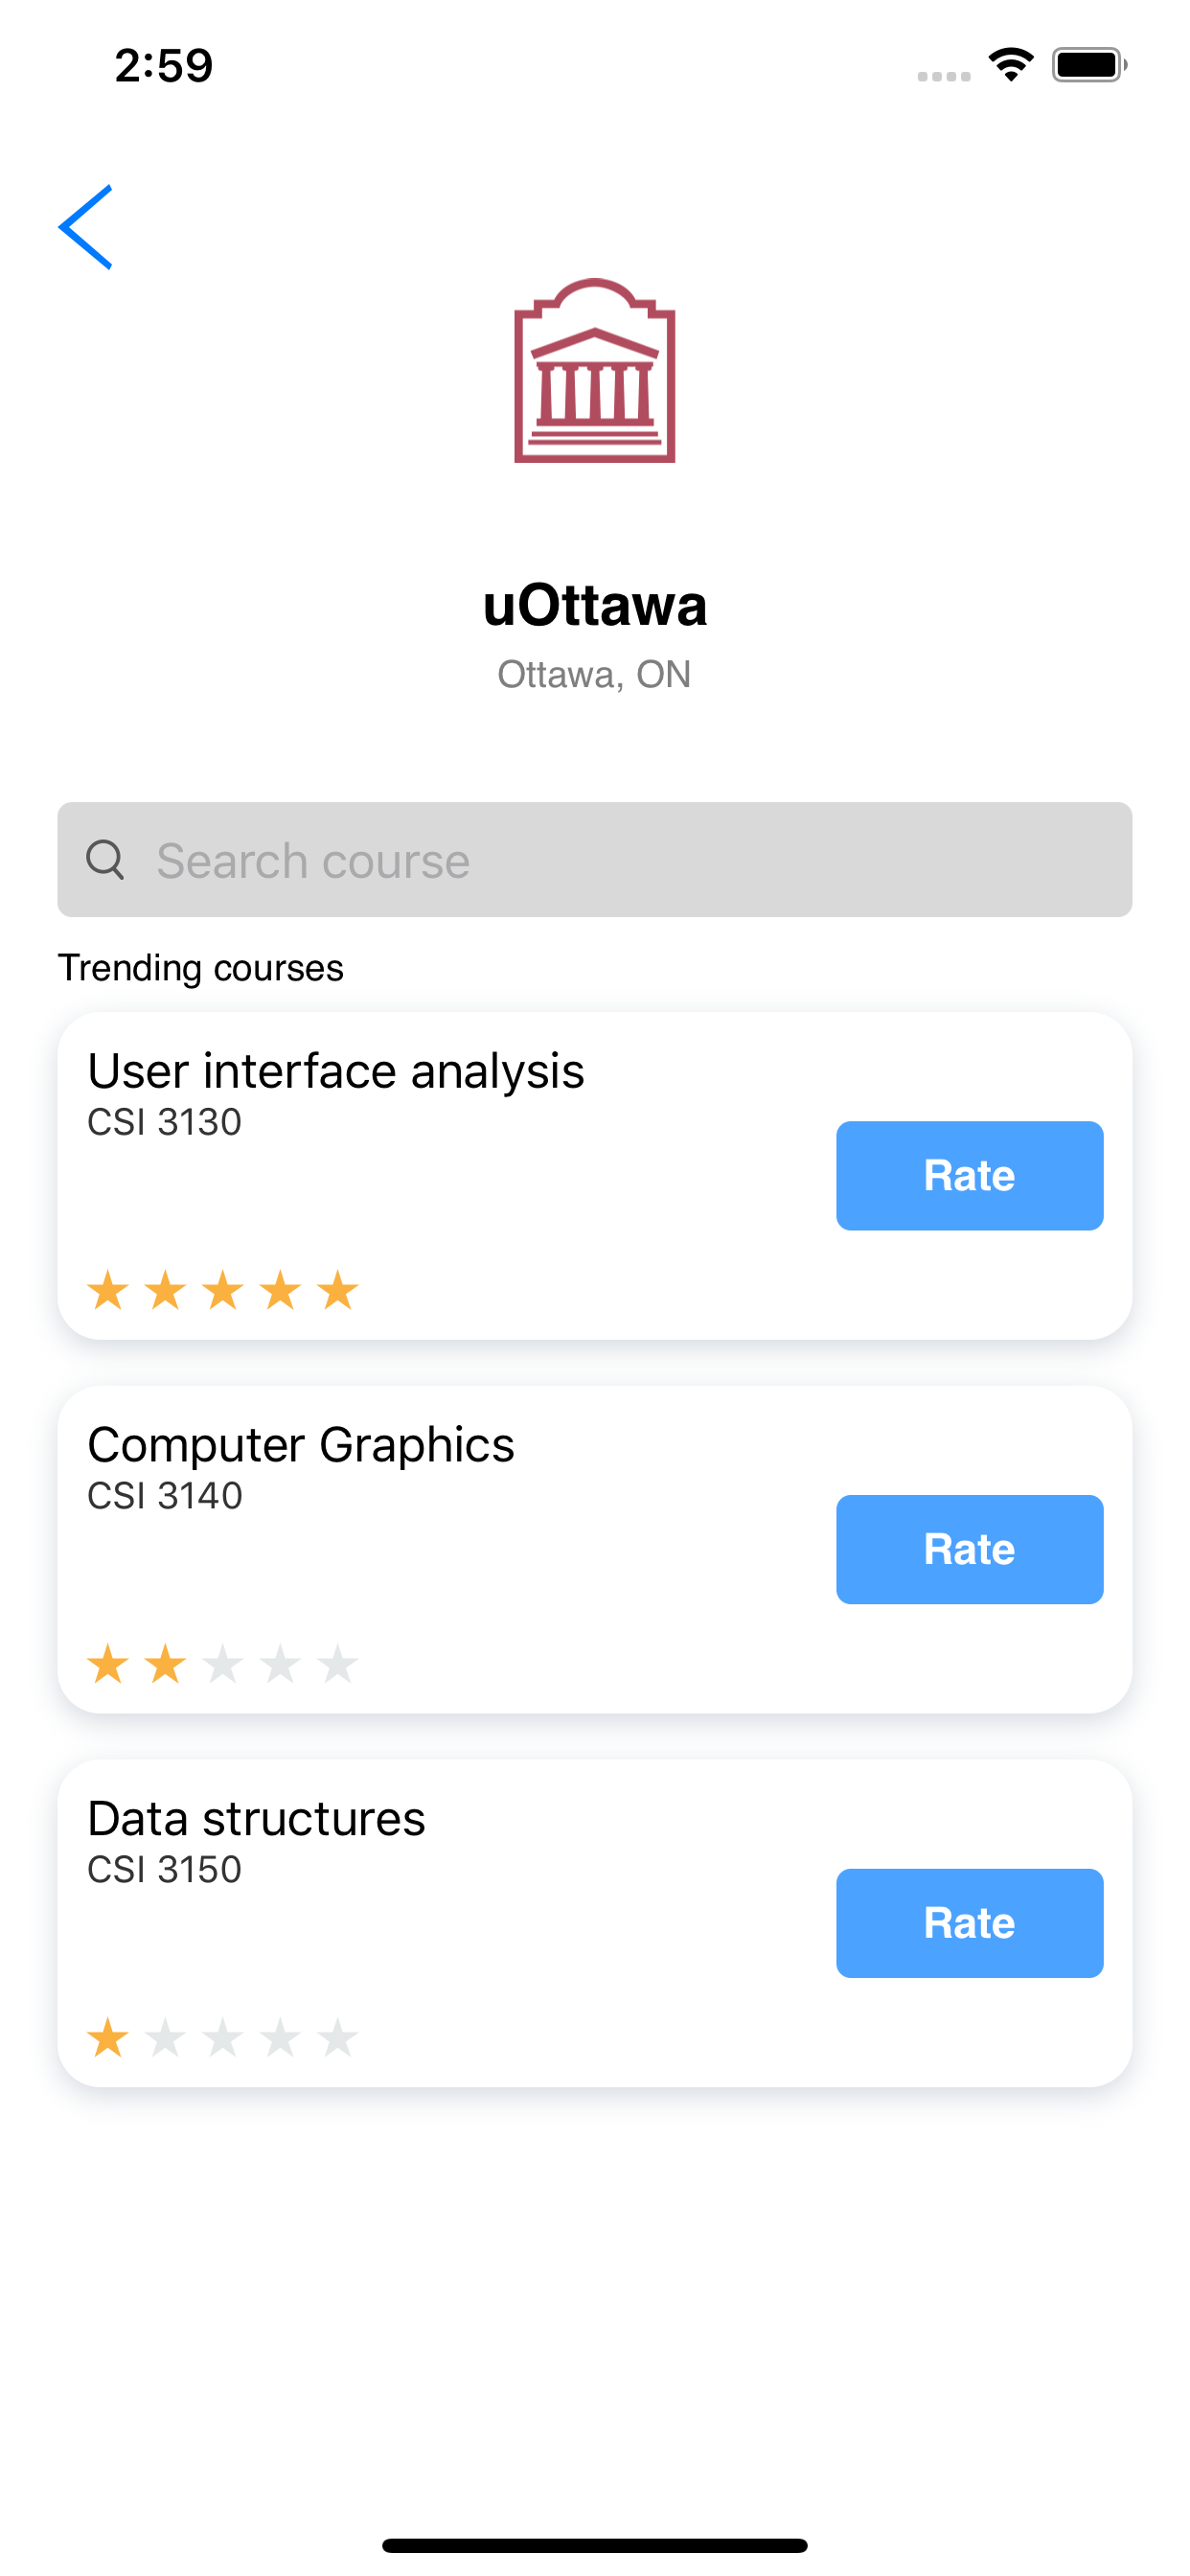 2:59
uOttawa
Ottawa, ON
Search course
Trending courses
User interface analysis
CSI 3130
Rate
Computer Graphics
CSI 3140
Rate
Data structures
CSI 3150
Rate